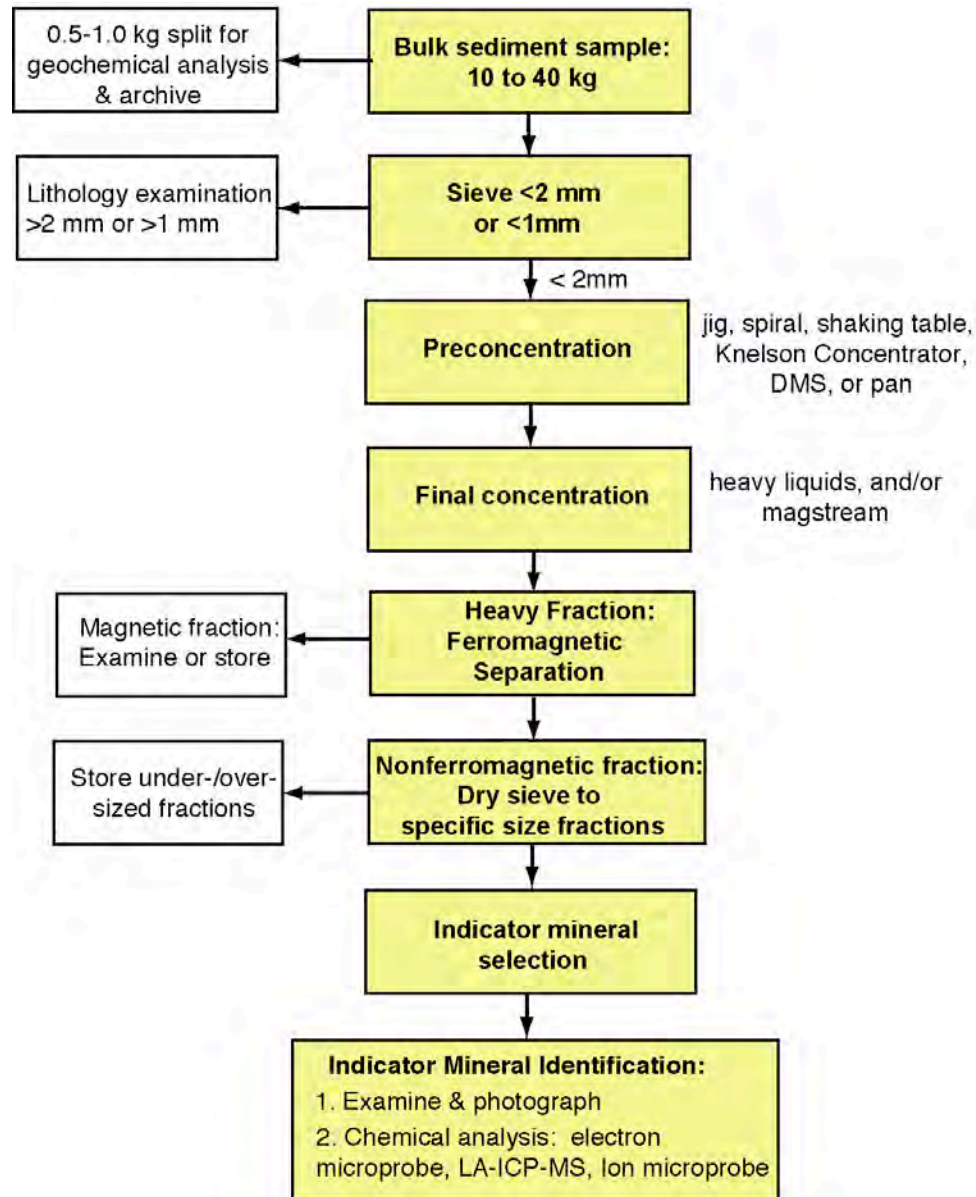 0.5-1.0 kg split for
geochemical analysis
& archive
Bulk sediment sample:
10 to 40 kg
Lithology examination
>2 mm or >1 mm
Sieve <2 mm
or <1mm
< 2mm
Preconcentration
jig, spiral, shaking table,
Knelson Concentrator,
DMS, or pan
Final concentration
heavy liquids, and/or
magstream
Magnetic fraction:
Examine or store
Heavy Fraction:
Ferromagnetic
Separation
Store under-/over-
sized fractions
Nonferromagnetic fraction:
Dry sieve to
specific size fractions
Indicator mineral
selection
Indicator Mineral Identification:
1. Examine & photograph
2. Chemical analysis: electron
microprobe, LA-ICP-MS, Ion microprobe